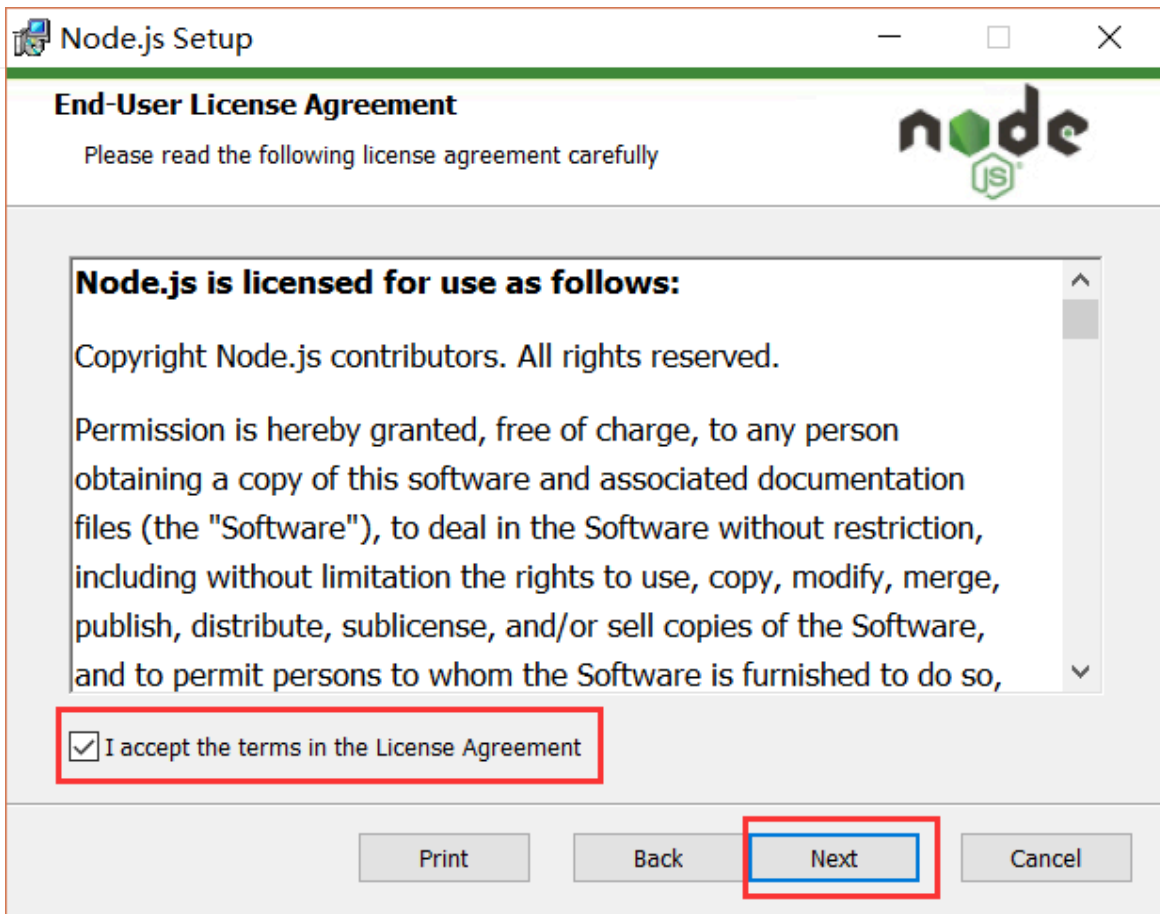 Node.js Setup
End-User License Agreement
Please read the following license agreement carefully
node
JS
Node.js is licensed for use as follows:
Copyright Node.js contributors. All rights reserved.
Permission is hereby granted, free of charge, to any person
obtaining a copy of this software and associated documentation
files (the "Software"), to deal in the Software without restriction,
including without limitation the rights to use, copy, modify, merge,
publish, distribute, sublicense, and/or sell copies of the Software,
and to permit persons to whom the Software is furnished to do so,
I accept the terms in the License Agreement
Print Back Next Cancel